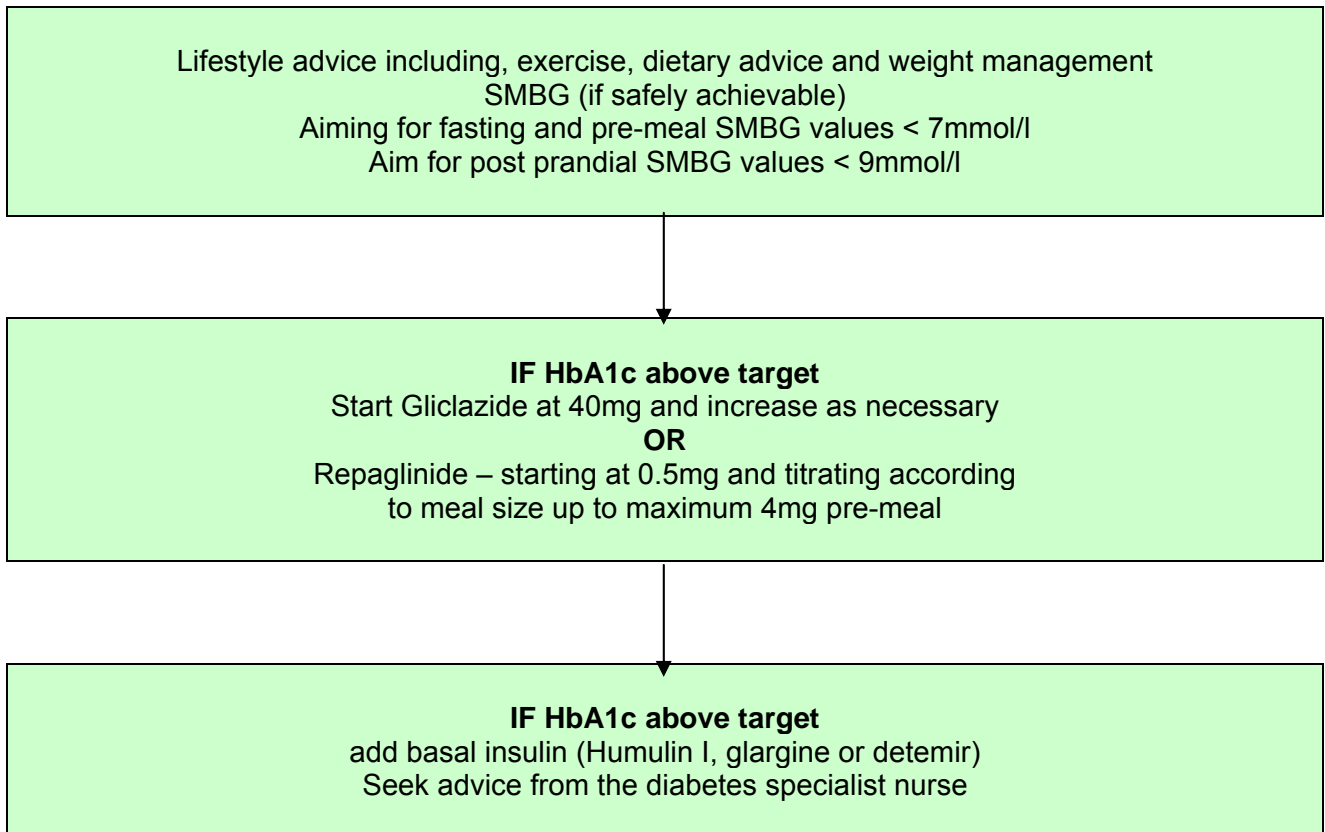 Lifestyle advice including, exercise, dietary advice and weight management
SMBG (if safely achievable)
Aiming for fasting and pre-meal SMBG values < 7mmol/l
Aim for post prandial SMBG values < 9mmol/l
IF HbA1c above target
Start Gliclazide at 40mg and increase as necessary
OR
Repaglinide – starting at 0.5mg and titrating according
to meal size up to maximum 4mg pre-meal
IF HbA1c above target
add basal insulin (Humulin I, glargine or detemir)
Seek advice from the diabetes specialist nurse